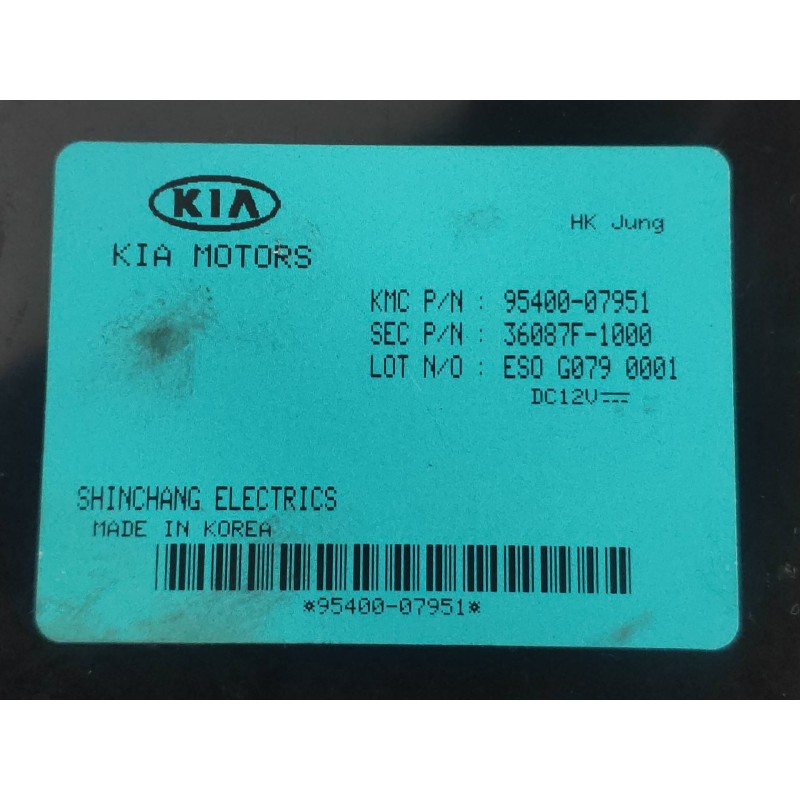 KIA
KIA MOTORS
HK Jung
KMC P/N : 95400-07951
SEC P/N : 36087F-1000
LOT N/O : ESO G079 0001
DC12V
SHINCHANG ELECTRICS
MADE IN KOREA
*95400-07951*